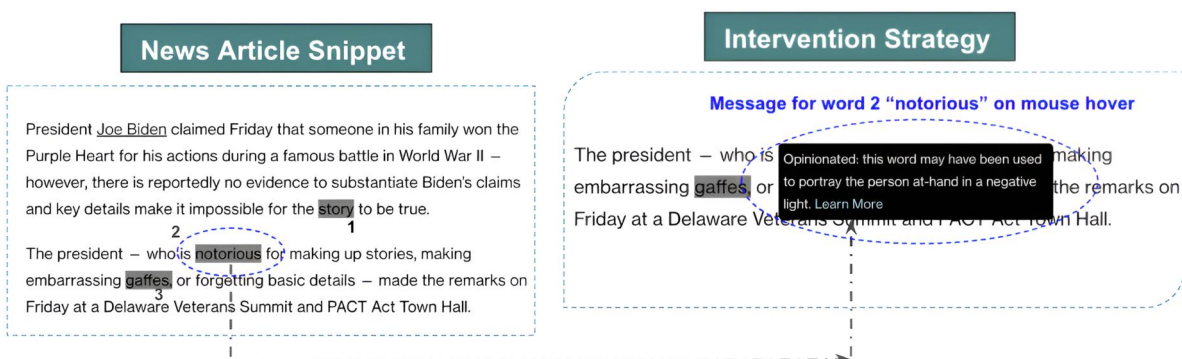 News Article Snippet
President Joe Biden claimed Friday that someone in his family won the
Purple Heart for his actions during a famous battle in World War II –
however, there is reportedly no evidence to substantiate Biden's claims
and key details make it impossible for the story to be true.
1
2
The president – who is notorious for making up stories, making
embarrassing gaffes, or forgetting basic details – made the remarks on
3
Friday at a Delaware Veterans Summit and PACT Act Town Hall.
Intervention Strategy
Message for word 2 “notorious” on mouse hover
The president – who is making
embarrassing gaffes, or the remarks on
Friday at a Delaware Veterans Summit and PACT Act Town Hall.
Opinionated: this word may have been used
to portray the person at-hand in a negative
light. Learn More